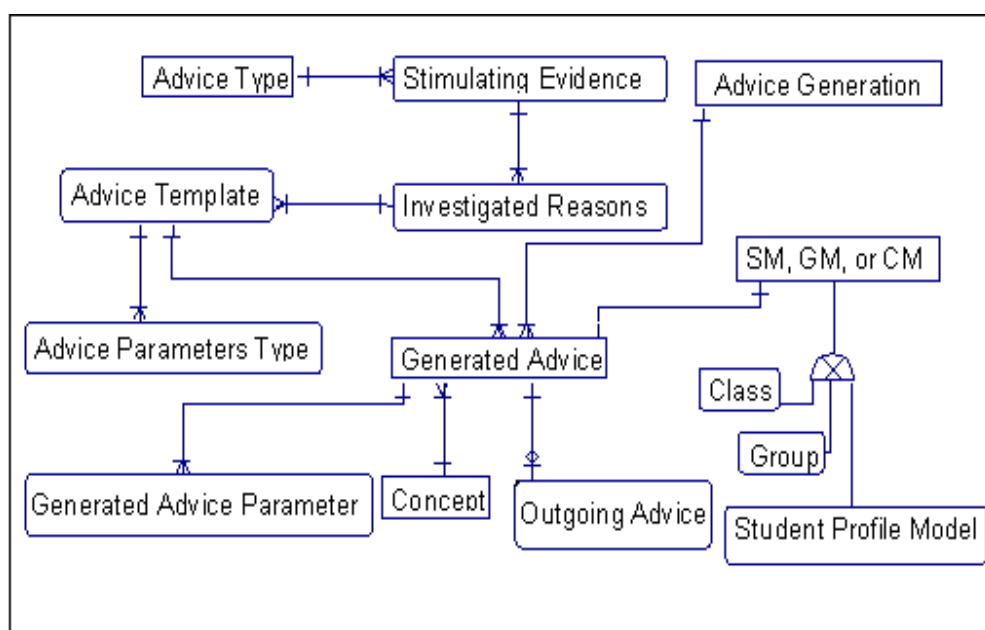 Advice Type
Stimulating Evidence
Advice Generation
Advice Template
Investigated Reasons
SM, GM, or CM
Advice Parameters Type
Generated Advice
Class
Group
Generated Advice Parameter
Concept
Outgoing Advice
Student Profile Model